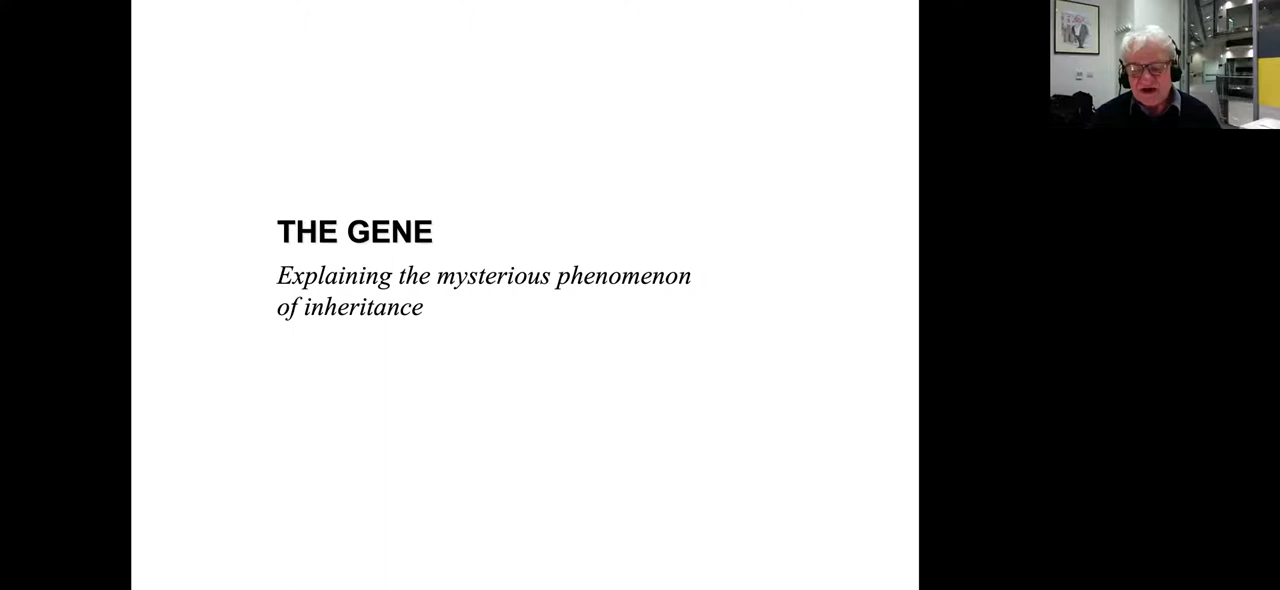 THE GENE
Explaining the mysterious phenomenon
of inheritance